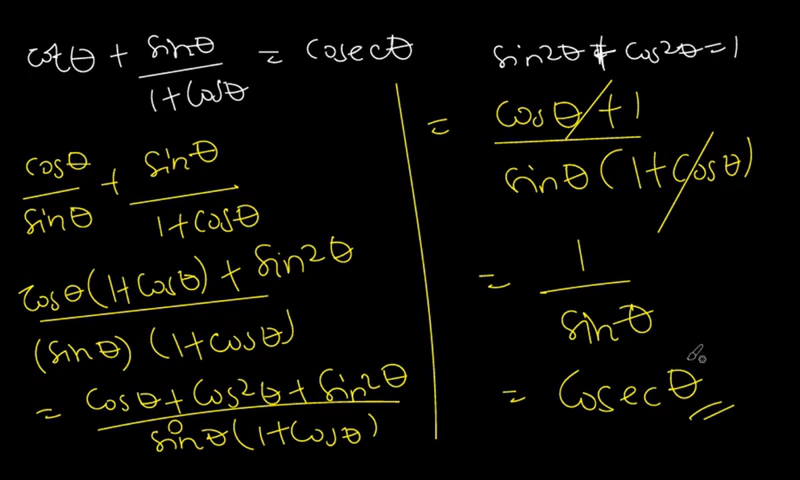 cotθ + sinθ / 1+cosθ = cosecθ
sin2θ + cos2θ = 1
cosθ / sinθ + sinθ / 1+cosθ
cosθ(1+cosθ) + sin2θ / (sinθ) (1+cosθ)
= cosθ + cos2θ + sin2θ / sinθ(1+cosθ)
= cosθ + 1 / sinθ(1+cosθ)
= 1 / sinθ
= cosecθ